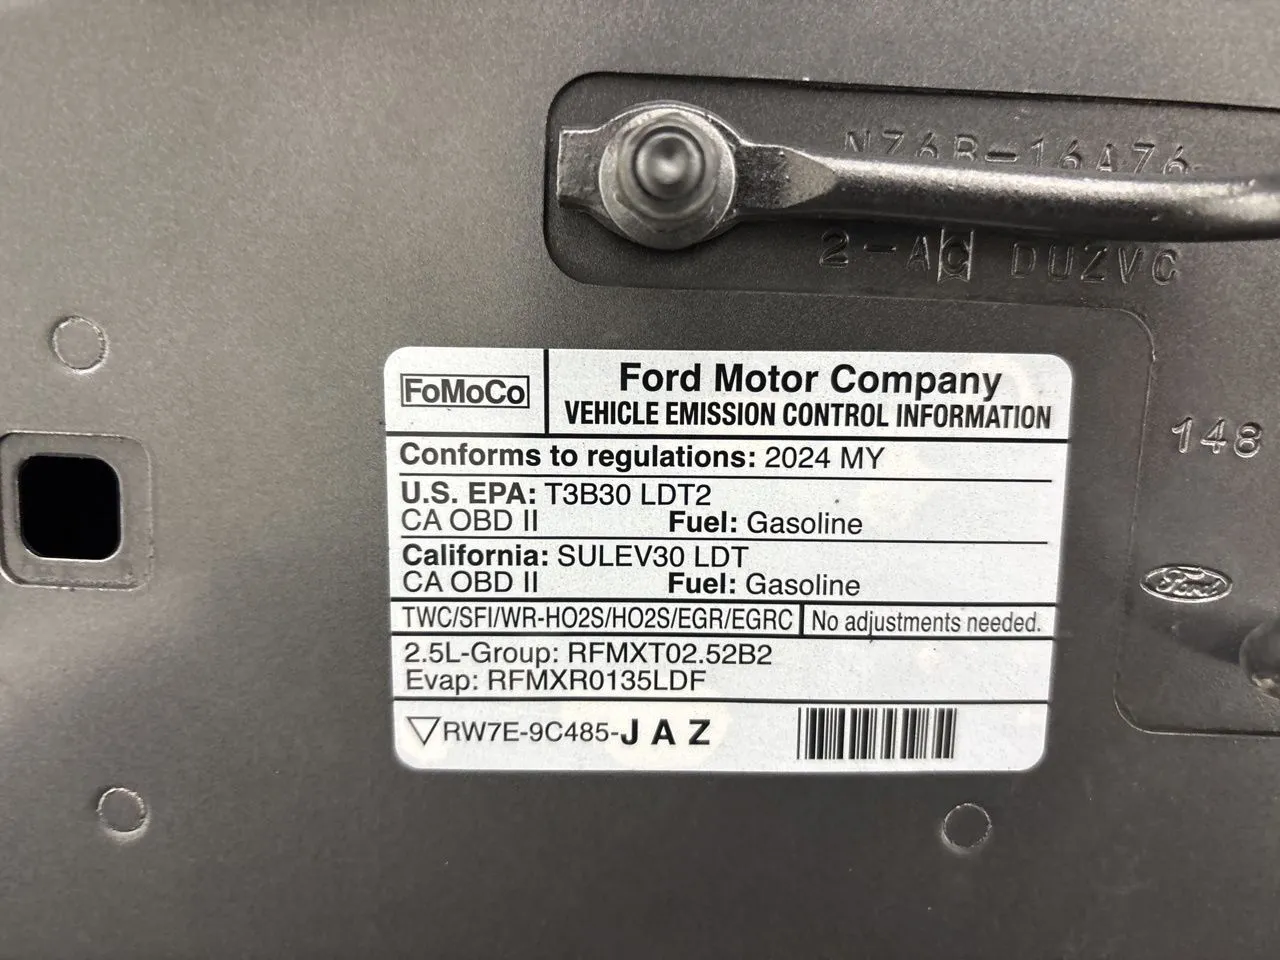 NZ6B-16A76
2-AC DUZVC
FoMoCo
Ford Motor Company
VEHICLE EMISSION CONTROL INFORMATION
Conforms to regulations: 2024 MY
U.S. EPA: T3B30 LDT2
CA OBD II Fuel: Gasoline
California: SULEV30 LDT
CA OBD II Fuel: Gasoline
TWC/SFI/WR-HO2S/HO2S/EGR/EGRC No adjustments needed.
2.5L-Group: RFMXT02.52B2
Evap: RFMXR0135LDF
RW7E-9C485-J A Z
148
Ford